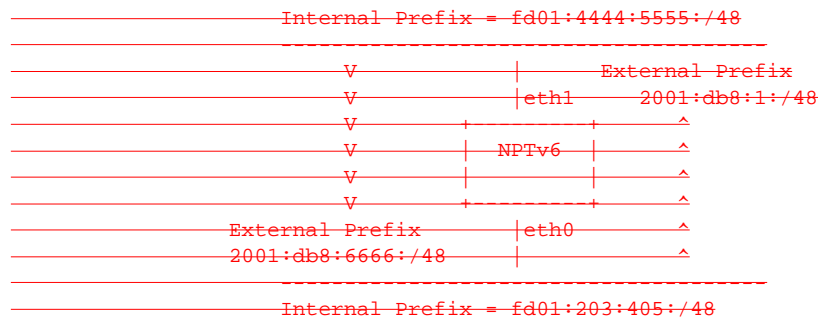 Internal Prefix = fd01:4444:5555:/48
--------------------------------------
V | External Prefix
V |eth1 2001:db8:1:/48
V +---------+ ^
V | NPTv6 | ^
V | | ^
V +---------+ ^
External Prefix |eth0 ^
2001:db8:6666:/48 | ^
--------------------------------------
Internal Prefix = fd01:203:405:/48